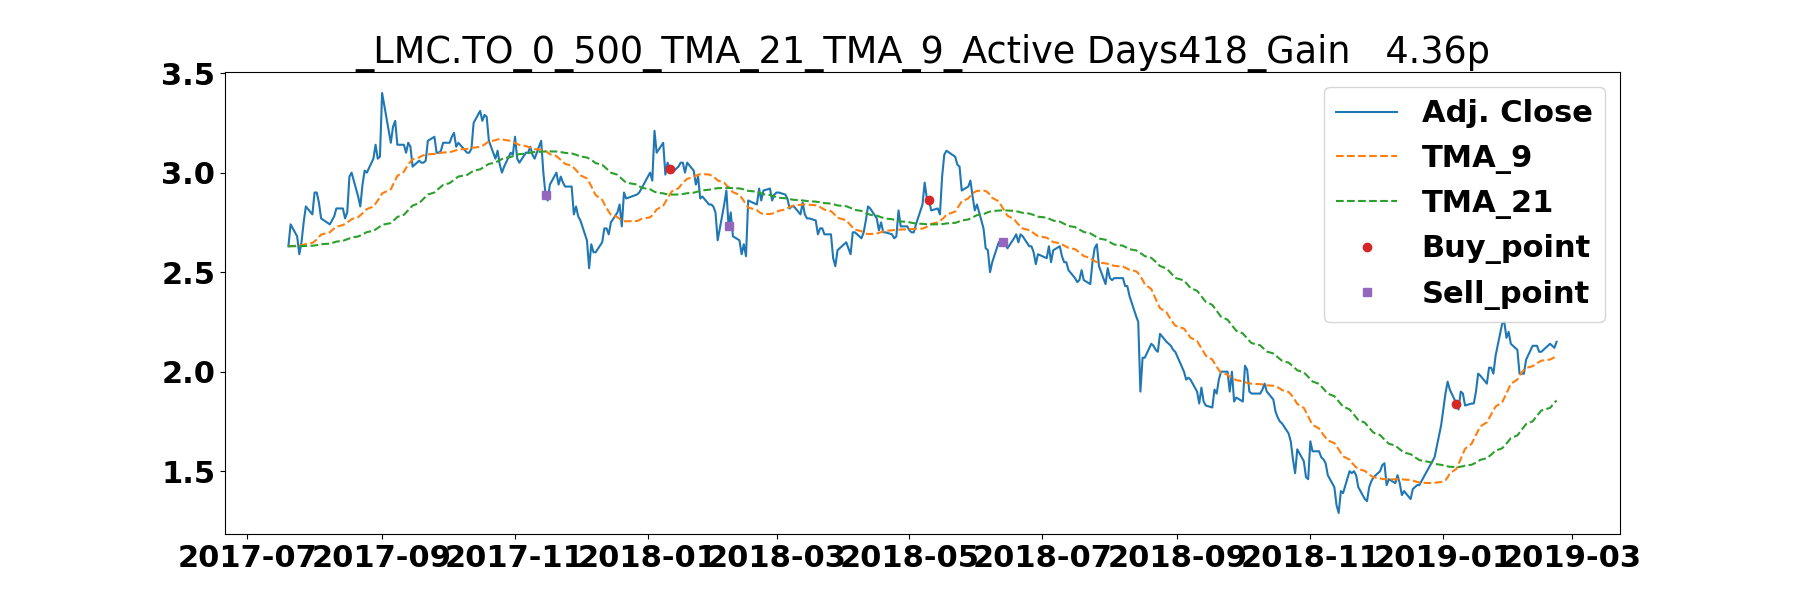 _LMC.TO_0_500_TMA_21_TMA_9_Active Days418_Gain   4.36p
3.5
3.0
2.5
2.0
1.5
Adj. Close
TMA_9
TMA_21
Buy_point
Sell_point
2017-07 2017-09 2017-11 2018-01 2018-03 2018-05 2018-07 2018-09 2018-11 2019-01 2019-03